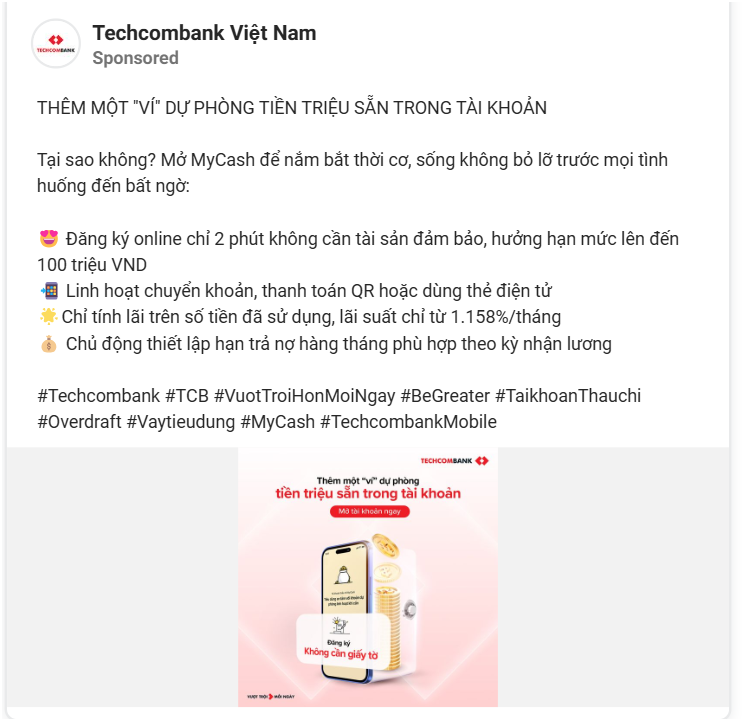 TECHCOMBANK
Techcombank Việt Nam
Sponsored
THÊM MỘT "VÍ" DỰ PHÒNG TIỀN TRIỆU SẴN TRONG TÀI KHOẢN
Tại sao không? Mở MyCash để nắm bắt thời cơ, sống không bỏ lỡ trước mọi tình
huống đến bất ngờ:
😍 Đăng ký online chỉ 2 phút không cần tài sản đảm bảo, hưởng hạn mức lên đến
100 triệu VND
📲 Linh hoạt chuyển khoản, thanh toán QR hoặc dùng thẻ điện tử
🌟 Chỉ tính lãi trên số tiền đã sử dụng, lãi suất chỉ từ 1.158%/tháng
💰 Chủ động thiết lập hạn trả nợ hàng tháng phù hợp theo kỳ nhận lương
#Techcombank #TCB #VuotTroiHonMoiNgay #BeGreater #TaikhoanThauchi
#Overdraft #Vaytieudung #MyCash #TechcombankMobile
TECHCOMBANK
Thêm một "ví" dự phòng
tiền triệu sẵn trong tài khoản
Mở tài khoản ngay
Đăng ký
Không cần giấy tờ
VƯỢT TRỘI MỖI NGÀY